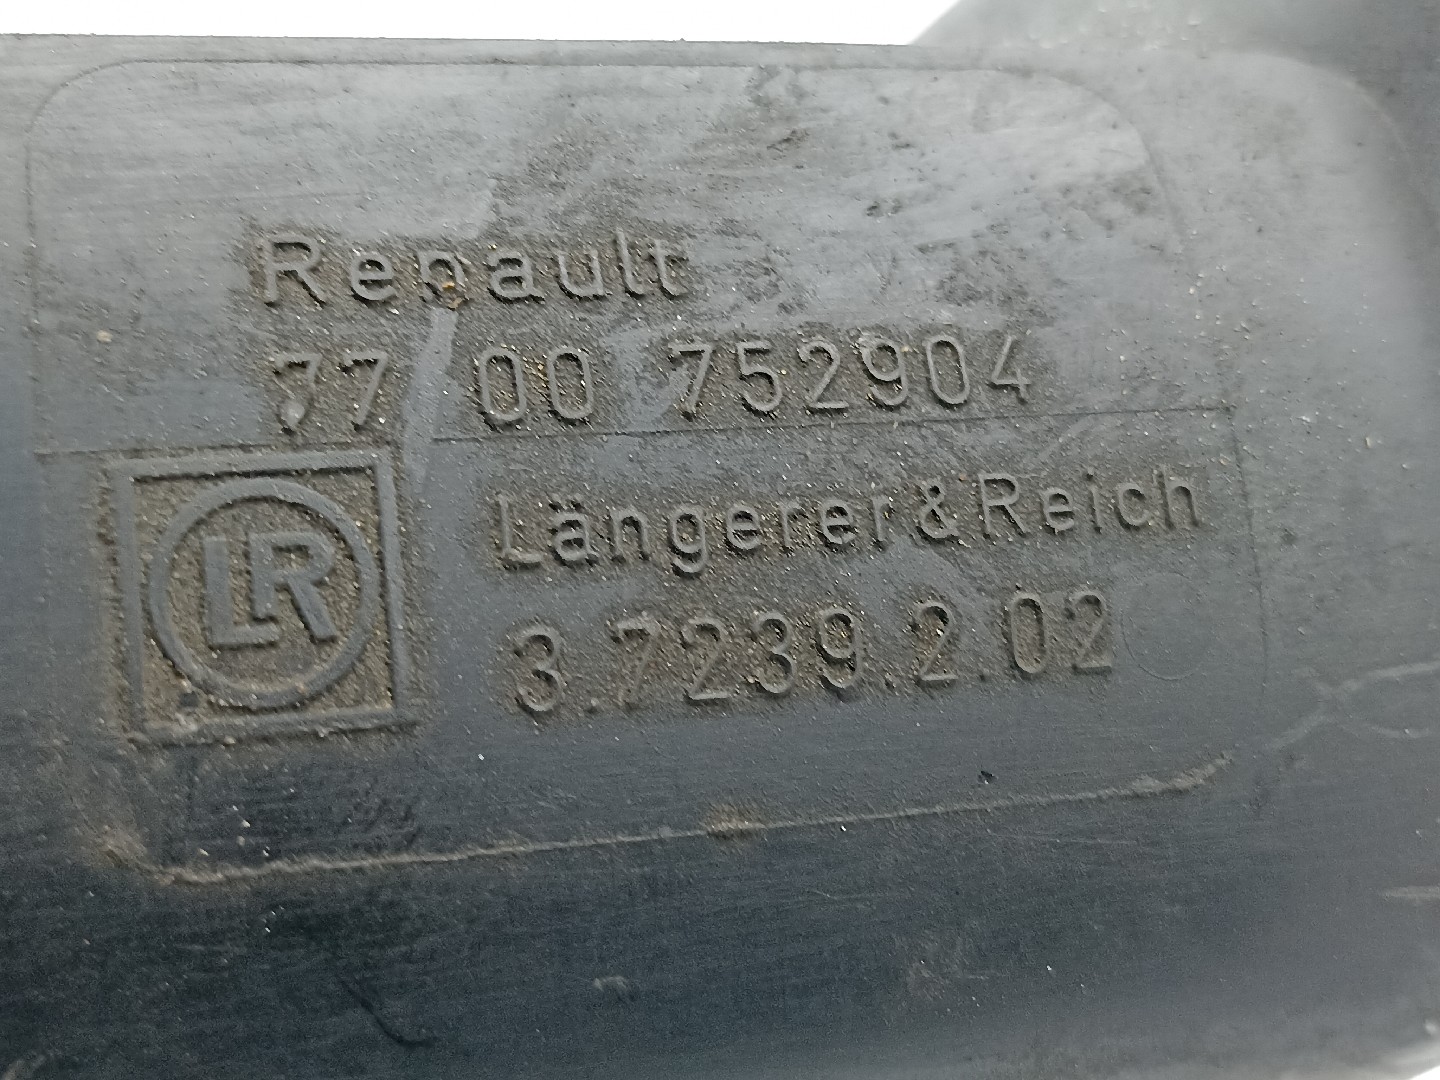 Renault
77 00 752904
LR
Längerer & Reich
3.7239.2.02